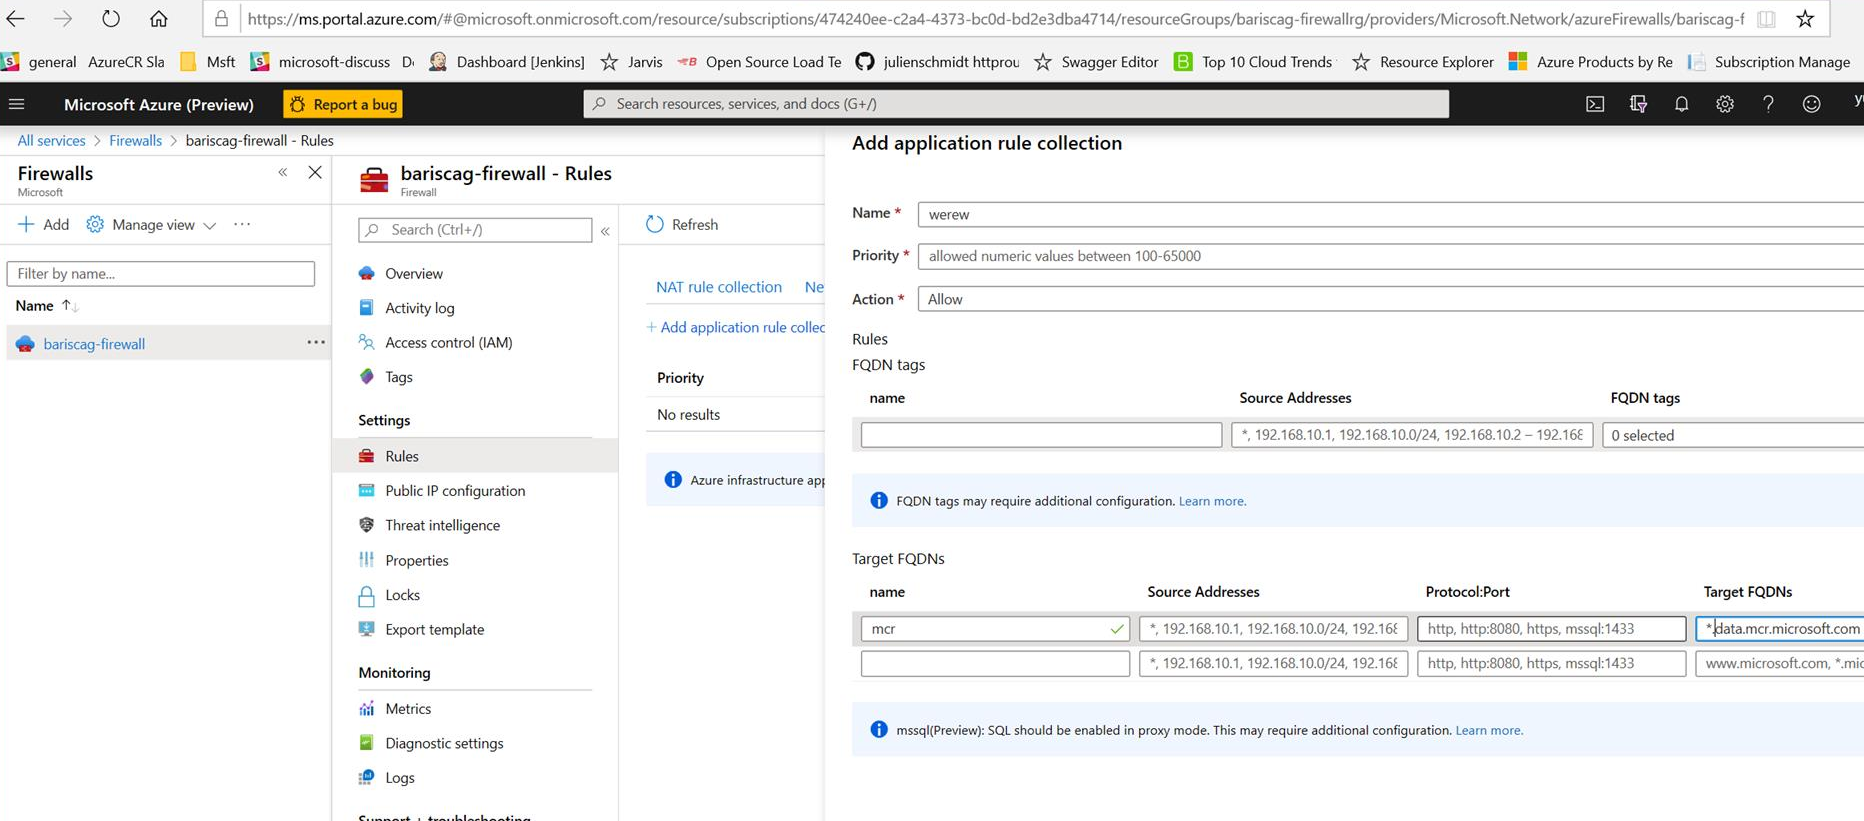 https://ms.portal.azure.com/#@microsoft.onmicrosoft.com/resource/subscriptions/474240ee-c2a4-4373-bc0d-bd2e3dba4714/resourceGroups/bariscag-firewallrg/providers/Microsoft.Network/azureFirewalls/bariscag-f
general AzureCR Sla Msft microsoft-discuss Dashboard [Jenkins] Jarvis Open Source Load Te julienschmidt httprou Swagger Editor Top 10 Cloud Trends Resource Explorer Azure Products by Re Subscription Manage
Microsoft Azure (Preview) Report a bug Search resources, services, and docs (G+/)
All services > Firewalls > bariscag-firewall - Rules
Firewalls
Microsoft
Add Manage view ...
Filter by name...
Name ↑↓
bariscag-firewall ...
bariscag-firewall - Rules
Firewall
Search (Ctrl+/)
Overview
Activity log
Access control (IAM)
Tags
Settings
Rules
Public IP configuration
Threat intelligence
Properties
Locks
Export template
Monitoring
Metrics
Diagnostic settings
Logs
Support + troubleshooting
Refresh
NAT rule collection Ne
+ Add application rule collec
Priority
No results
Azure infrastructure app
Add application rule collection
Name * werew
Priority * allowed numeric values between 100-65000
Action * Allow
Rules
FQDN tags
name Source Addresses FQDN tags
*, 192.168.10.1, 192.168.10.0/24, 192.168.10.2 – 192.168 0 selected
FQDN tags may require additional configuration. Learn more.
Target FQDNs
name Source Addresses Protocol:Port Target FQDNs
mcr *, 192.168.10.1, 192.168.10.0/24, 192.168 http, http:8080, https, mssql:1433 *.data.mcr.microsoft.com
*, 192.168.10.1, 192.168.10.0/24, 192.168 http, http:8080, https, mssql:1433 www.microsoft.com, *.mic
mssql(Preview): SQL should be enabled in proxy mode. This may require additional configuration. Learn more.